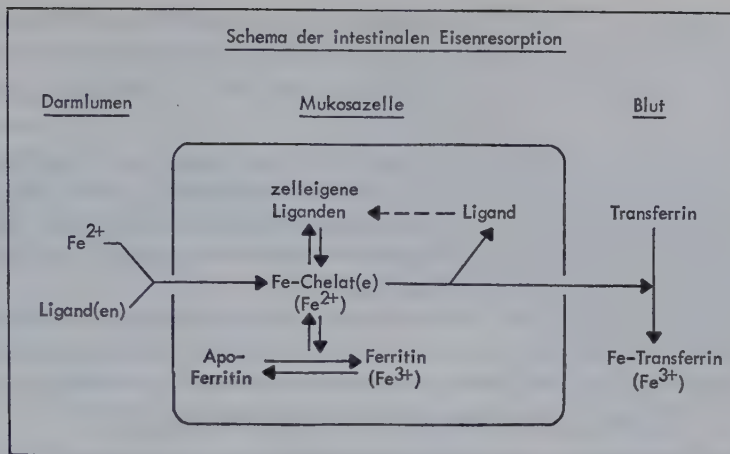 Schema der intestinalen Eisenresorption
Darmlumen
Mukosazelle
Blut
zelleigene
Liganden
Ligand
Transferrin
Fe2+
Ligand(en)
Fe-Chelat(e)
(Fe2+)
Apo-
Ferritin
Ferritin
(Fe3+)
Fe-Transferrin
(Fe3+)